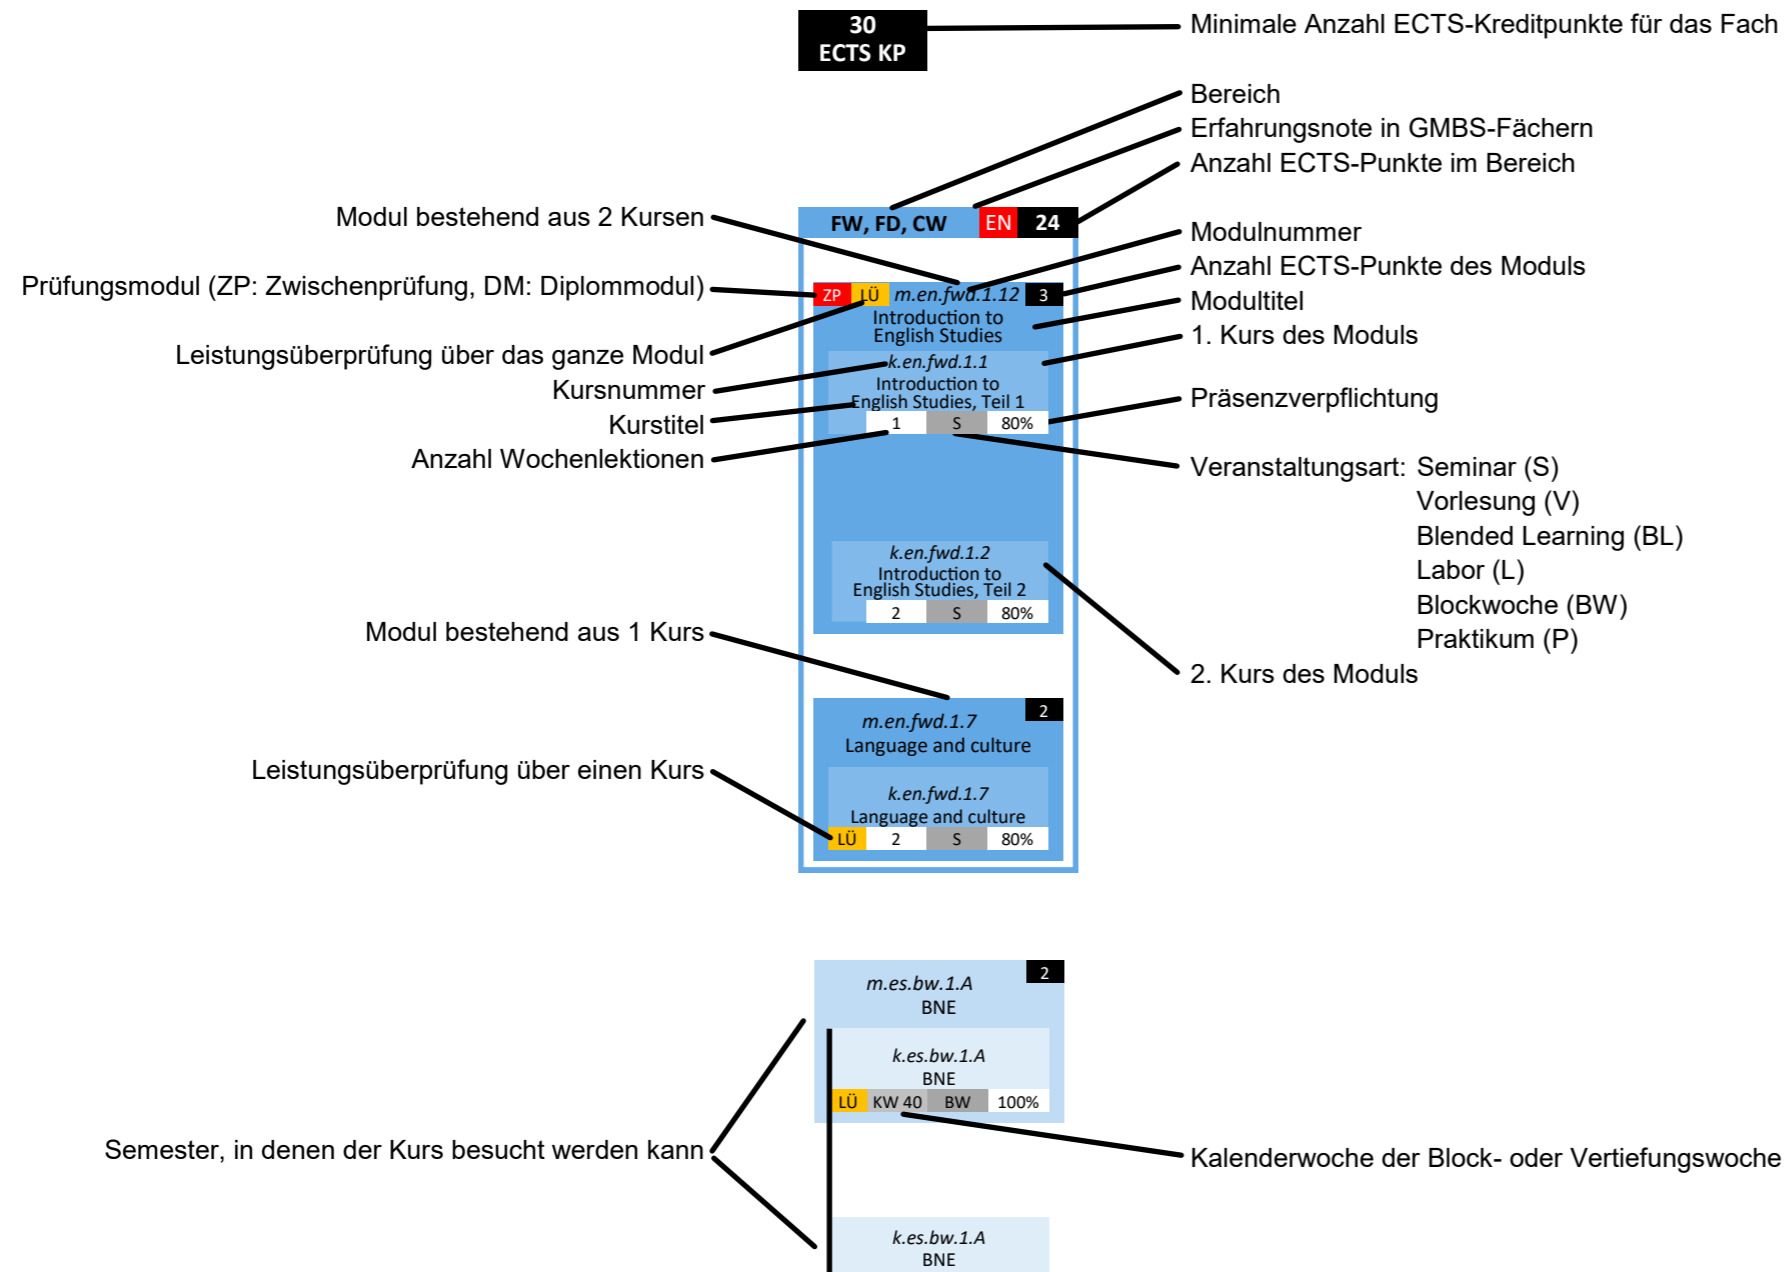 30
ECTS KP
Minimale Anzahl ECTS-Kreditpunkte für das Fach
Bereich
Erfahrungsnote in GMBS-Fächern
Anzahl ECTS-Punkte im Bereich
Modul bestehend aus 2 Kursen
FW, FD, CW EN 24
Modulnummer
Anzahl ECTS-Punkte des Moduls
Prüfungsmodul (ZP: Zwischenprüfung, DM: Diplommodul)
ZP LÜ m.en.fwd.1.12 3
Modultitel
Introduction to
English Studies
1. Kurs des Moduls
Leistungsüberprüfung über das ganze Modul
k.en.fwd.1.1
Kursnummer
Introduction to
English Studies, Teil 1
Präsenzverpflichtung
Kurstitel
1 S 80%
Anzahl Wochenlektionen
Veranstaltungsart: Seminar (S)
Vorlesung (V)
Blended Learning (BL)
Labor (L)
Blockwoche (BW)
Praktikum (P)
k.en.fwd.1.2
Introduction to
English Studies, Teil 2
2 S 80%
Modul bestehend aus 1 Kurs
2. Kurs des Moduls
m.en.fwd.1.7 2
Language and culture
Leistungsüberprüfung über einen Kurs
k.en.fwd.1.7
Language and culture
LÜ 2 S 80%
m.es.bw.1.A 2
BNE
k.es.bw.1.A
BNE
LÜ KW 40 BW 100%
Semester, in denen der Kurs besucht werden kann
Kalenderwoche der Block- oder Vertiefungswoche
k.es.bw.1.A
BNE